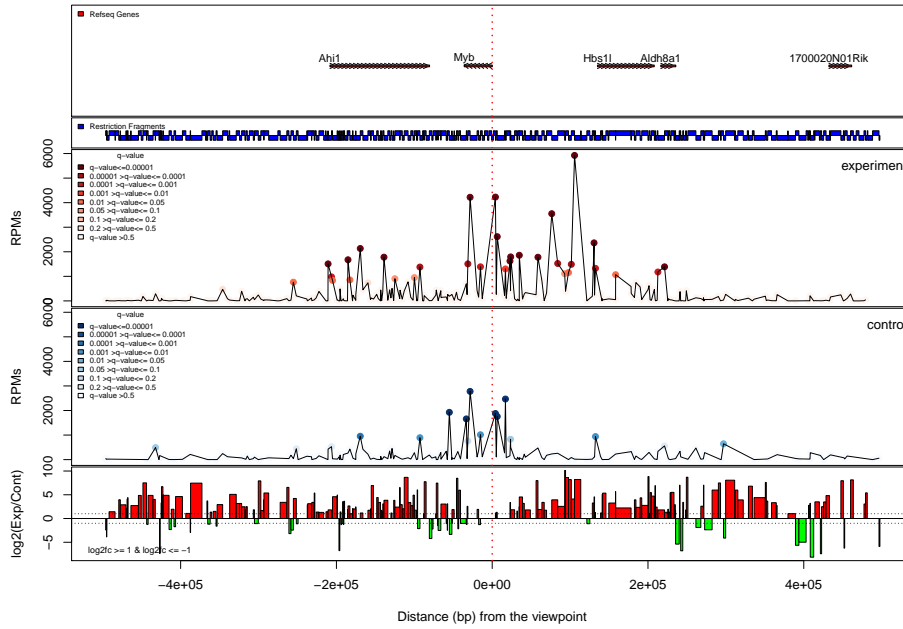 Refseq Genes
Ahi1
Myb
Hbs1l
Aldh8a1
1700020N01Rik
Restriction Fragments
6000
4000
2000
0
RPMs
experimen
q-value
q-value<=0.00001
0.00001 >q-value<= 0.0001
0.0001 >q-value<= 0.001
0.001 >q-value<= 0.01
0.01 >q-value<= 0.05
0.05 >q-value<= 0.1
0.1 >q-value<= 0.2
0.2 >q-value<= 0.5
q-value >0.5
6000
4000
2000
0
RPMs
contro
q-value
q-value<=0.00001
0.00001 >q-value<= 0.0001
0.0001 >q-value<= 0.001
0.001 >q-value<= 0.01
0.01 >q-value<= 0.05
0.05 >q-value<= 0.1
0.1 >q-value<= 0.2
0.2 >q-value<= 0.5
q-value >0.5
10
5
0
−5
log2(Exp/Cont)
log2fc >= 1 & log2fc <= −1
−4e+05
−2e+05
0e+00
2e+05
4e+05
Distance (bp) from the viewpoint